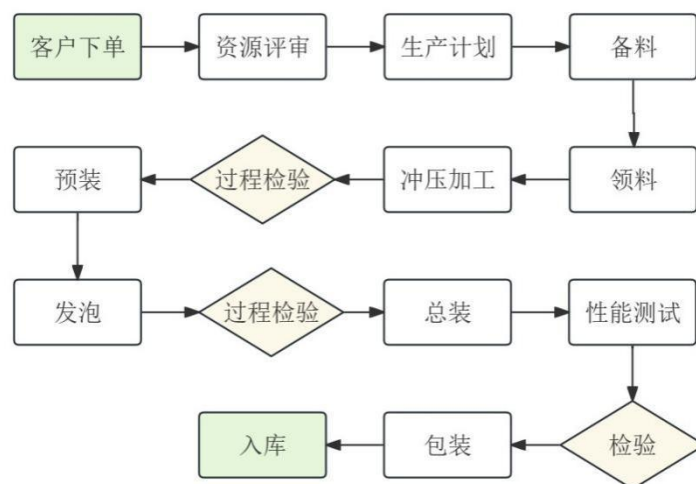 客户下单
资源评审
生产计划
备料
领料
冲压加工
过程检验
预装
发泡
过程检验
总装
性能测试
检验
包装
入库